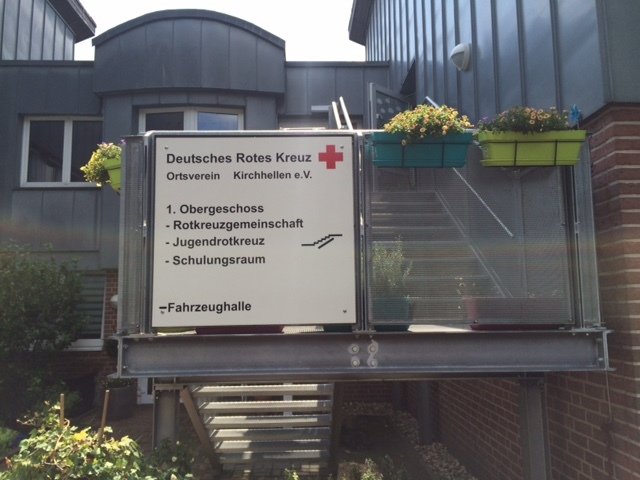 Deutsches Rotes Kreuz
Ortsverein Kirchhellen e.V.
1. Obergeschoss
- Rotkreuzgemeinschaft
- Jugendrotkreuz
- Schulungsraum
–Fahrzeughalle